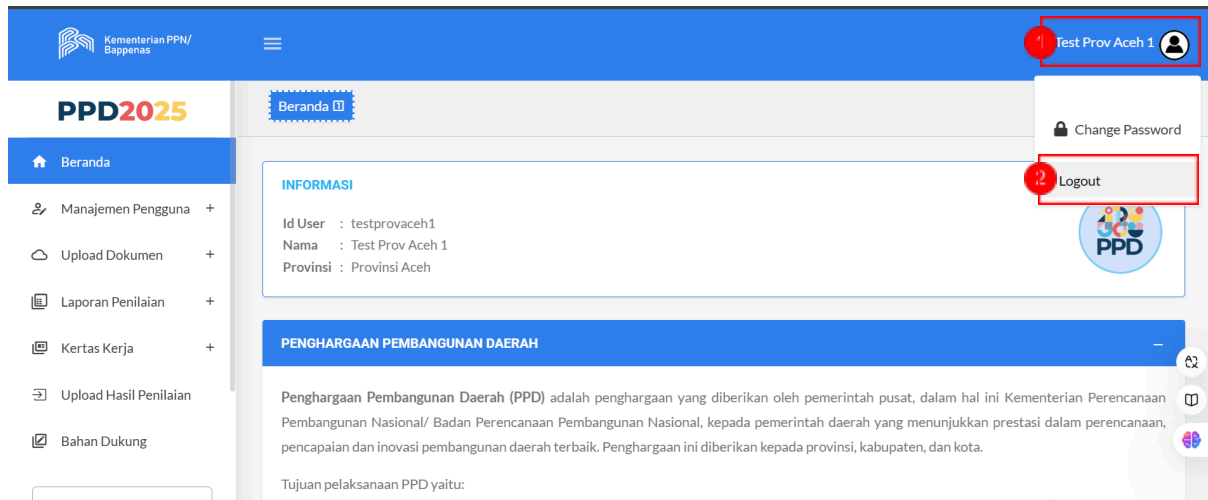 Kementerian PPN/
Bappenas
1
Test Prov Aceh 1
PPD2025
Beranda
Change Password
2
Logout
Beranda
Manajemen Pengguna +
Upload Dokumen +
Laporan Penilaian +
Kertas Kerja +
Upload Hasil Penilaian
Bahan Dukung
INFORMASI
Id User : testprovaceh1
Nama : Test Prov Aceh 1
Provinsi : Provinsi Aceh
PPD
PENGHARGAAN PEMBANGUNAN DAERAH
Penghargaan Pembangunan Daerah (PPD) adalah penghargaan yang diberikan oleh pemerintah pusat, dalam hal ini Kementerian Perencanaan
Pembangunan Nasional/ Badan Perencanaan Pembangunan Nasional, kepada pemerintah daerah yang menunjukkan prestasi dalam perencanaan,
pencapaian dan inovasi pembangunan daerah terbaik. Penghargaan ini diberikan kepada provinsi, kabupaten, dan kota.
Tujuan pelaksanaan PPD yaitu: